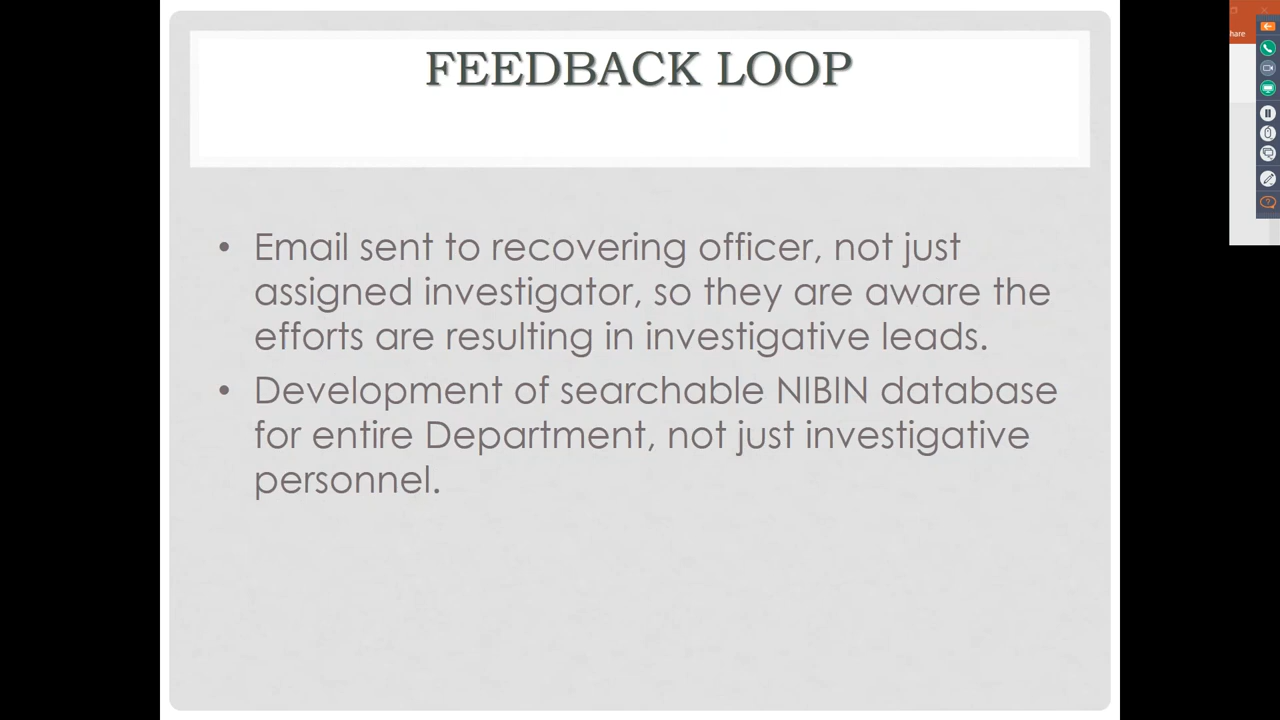 FEEDBACK LOOP
hare
• Email sent to recovering officer, not just
assigned investigator, so they are aware the
efforts are resulting in investigative leads.
• Development of searchable NIBIN database
for entire Department, not just investigative
personnel.